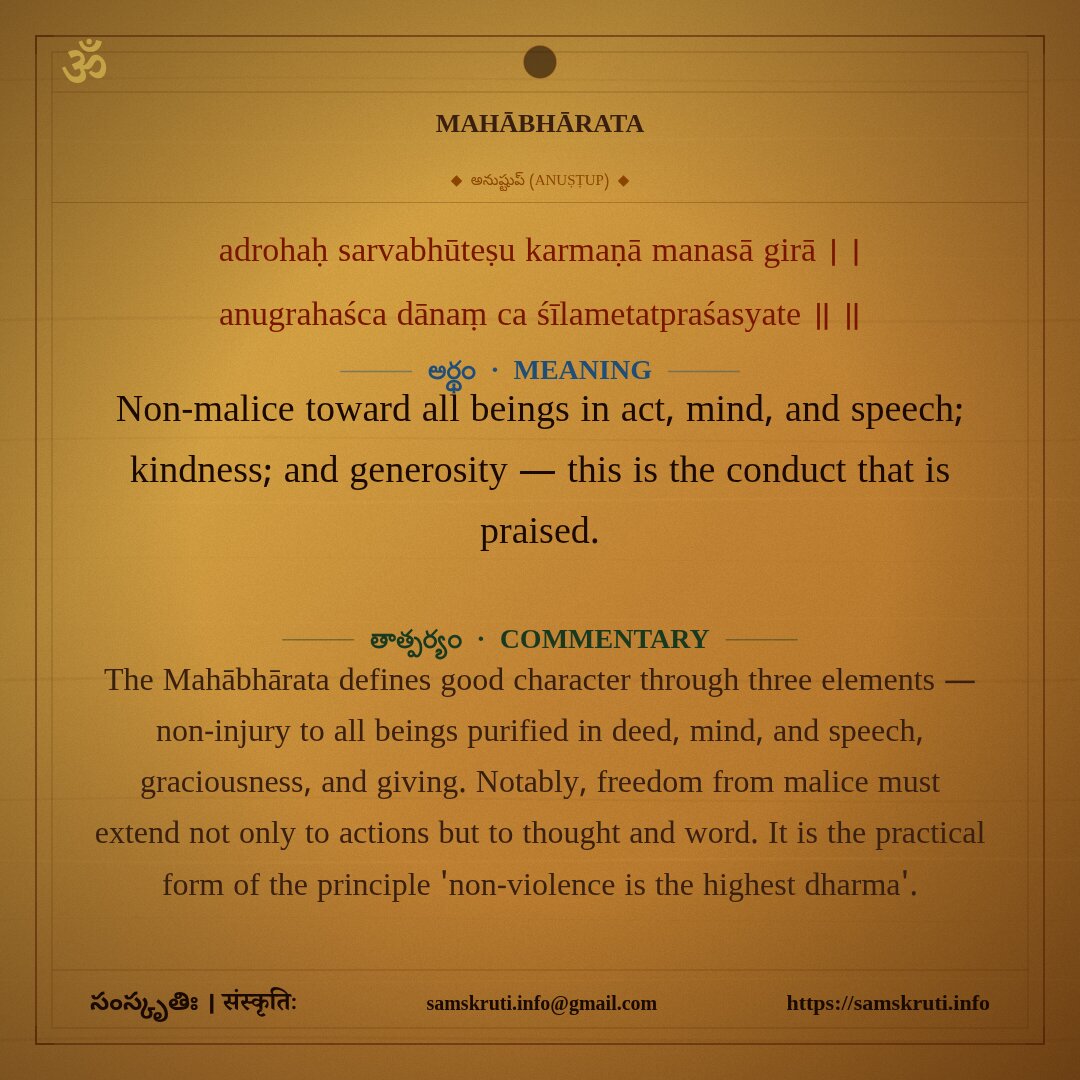 ॐ
MAHĀBHĀRATA
◆ అనుష్టుప్ (ANUṢṬUP) ◆
adrohaḥ sarvabhūteṣu karmaṇā manasā girā | |
anugrahaśca dānaṃ ca śīlametatpraśasyate || ||
అర్థం · MEANING
Non-malice toward all beings in act, mind, and speech;
kindness; and generosity — this is the conduct that is
praised.
తాత్పర్యం · COMMENTARY
The Mahābhārata defines good character through three elements —
non-injury to all beings purified in deed, mind, and speech,
graciousness, and giving. Notably, freedom from malice must
extend not only to actions but to thought and word. It is the practical
form of the principle 'non-violence is the highest dharma'.
సంస్కృతిః | संस्कृतिः samskruti.info@gmail.com https://samskruti.info